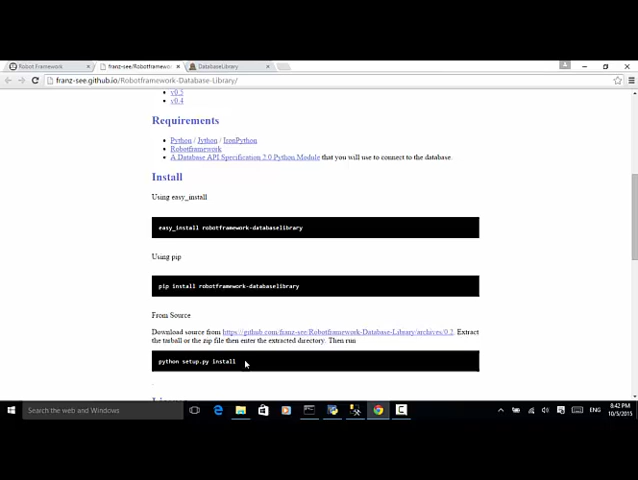 Robot Framework
franz-see/Robotframework-
DatabaseLibrary
franz-see.github.io/Robotframework-Database-Library/
v0.5
v0.4
Requirements
Python / Jython / IronPython
Robotframework
A Database API Specification 2.0 Python Module that you will use to connect to the database.
Install
Using easy_install
easy_install robotframework-databaselibrary
Using pip
pip install robotframework-databaselibrary
From Source
Download source from https://github.com/franz-see/Robotframework-Database-Library/archives/0.2. Extract
the tarball or the zip file then enter the extracted directory. Then run
python setup.py install
Search the web and Windows
ENG
8:42 PM
10/5/2015